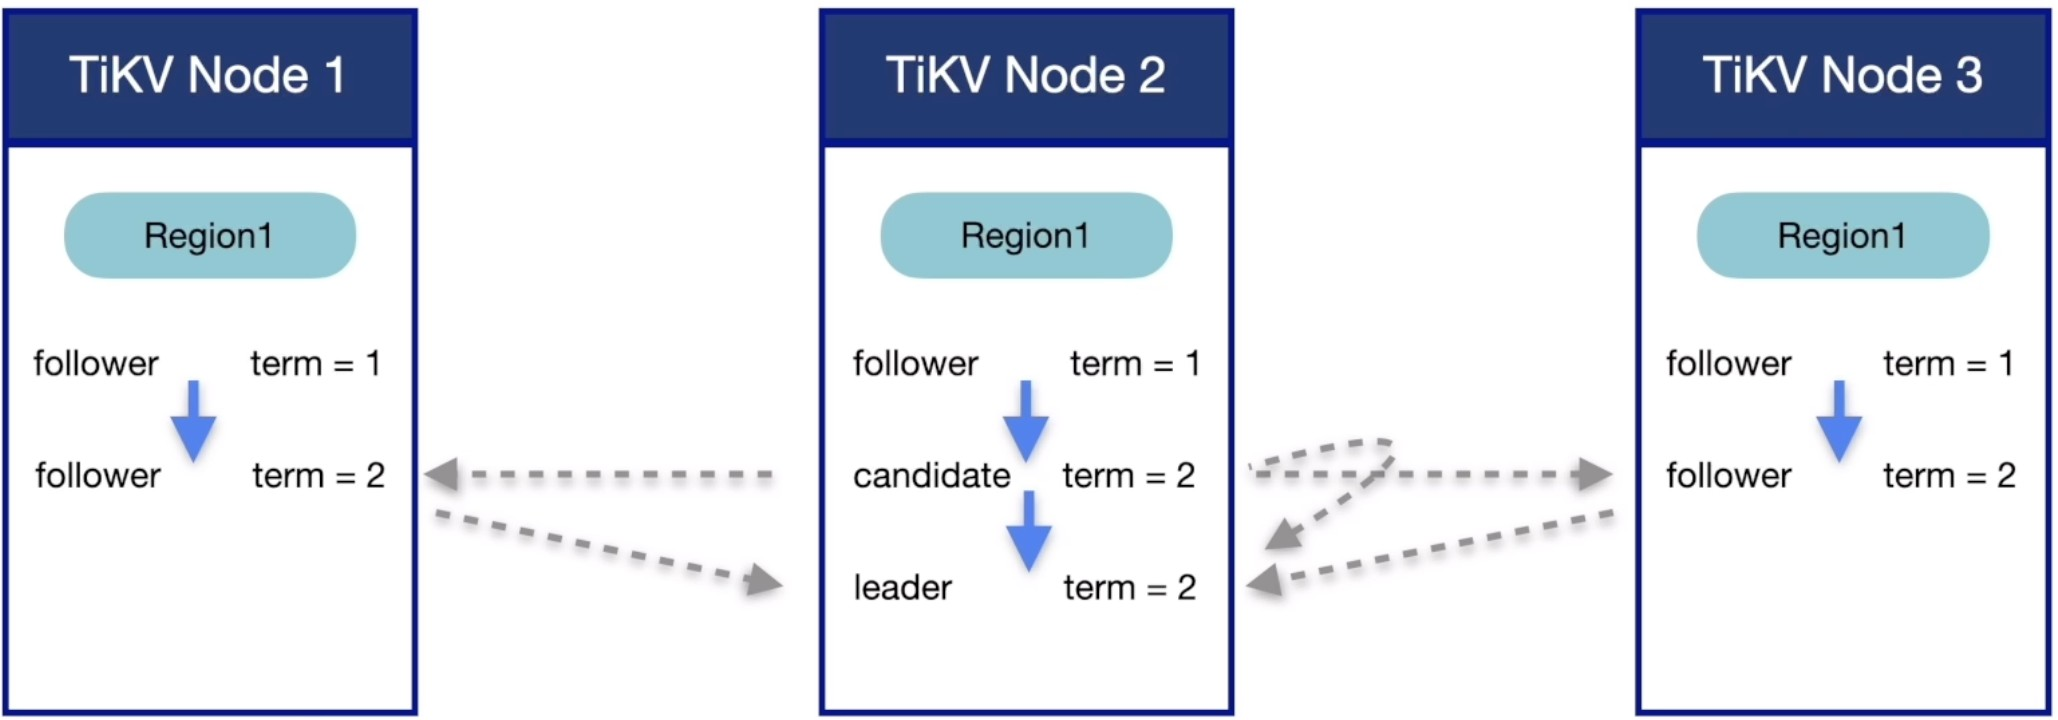 TiKV Node 1
Region1
follower term = 1
follower term = 2
TiKV Node 2
Region1
follower term = 1
candidate term = 2
leader term = 2
TiKV Node 3
Region1
follower term = 1
follower term = 2